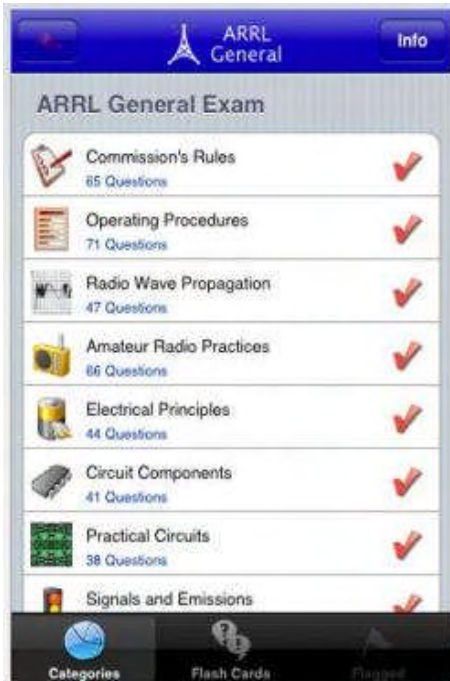 ARRL
General
Info
ARRL General Exam
Commission's Rules
65 Questions
Operating Procedures
71 Questions
Radio Wave Propagation
47 Questions
Amateur Radio Practices
66 Questions
Electrical Principles
44 Questions
Circuit Components
41 Questions
Practical Circuits
38 Questions
Signals and Emissions
Categories
Flash Cards
Flagged